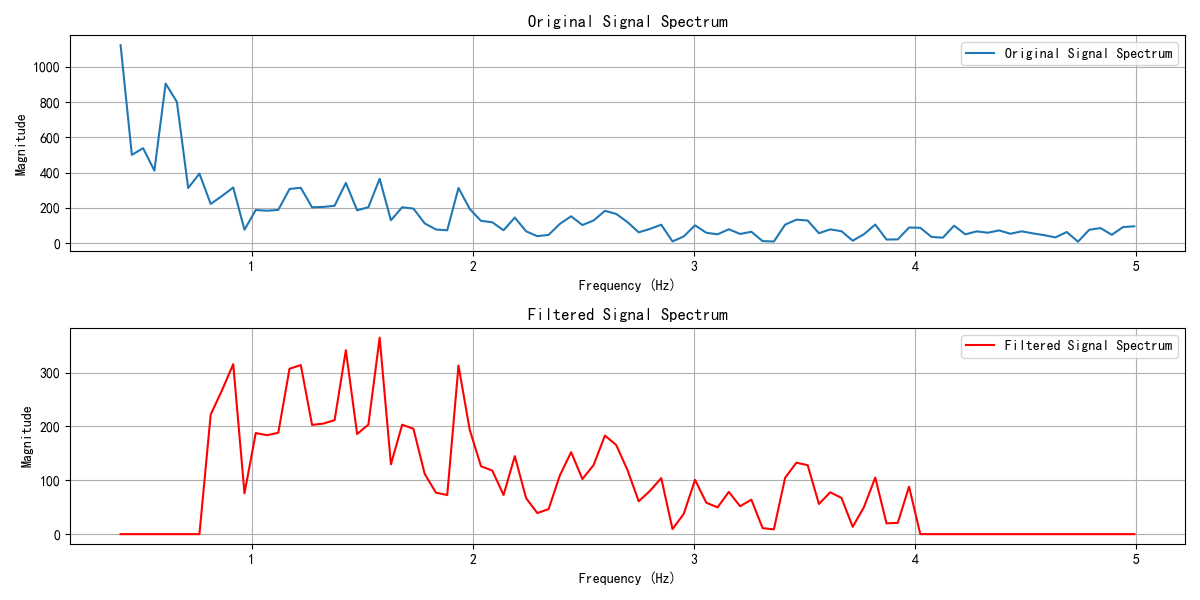 Original Signal Spectrum
Original Signal Spectrum
1000
800
600
400
200
0
Magnitude
1 2 3 4 5
Frequency (Hz)
Filtered Signal Spectrum
Filtered Signal Spectrum
300
200
100
0
Magnitude
1 2 3 4 5
Frequency (Hz)